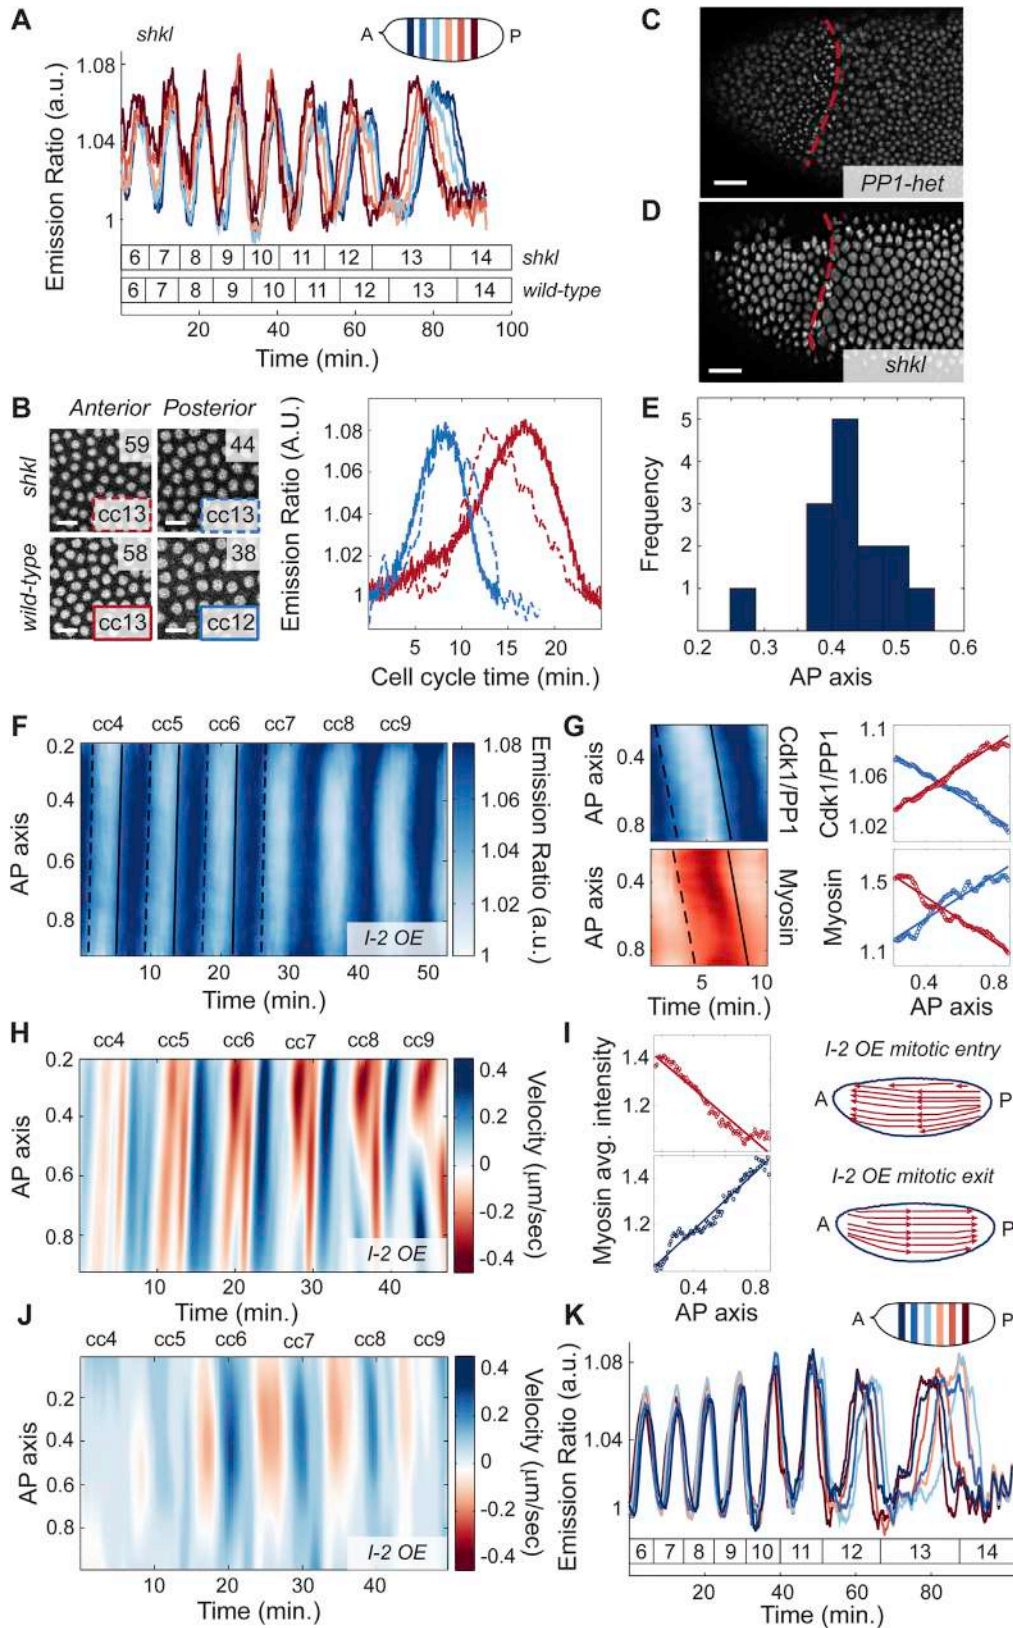 A
shkl
A
P
Emission Ratio (a.u.)
1.08
1.04
1
6 7 8 9 10 11 12 13 14 shkl
6 7 8 9 10 11 12 13 14 wild-type
20 40 60 80 100
Time (min.)
B
Anterior Posterior
shkl
59 44
cc13 cc13
wild-type
58 38
cc13 cc12
Emission Ratio (A.U.)
1.08
1.06
1.04
1.02
1
5 10 15 20
Cell cycle time (min.)
C
PP1-het
D
shkl
E
Frequency
5
4
3
2
1
0.2 0.3 0.4 0.5 0.6
AP axis
F
cc4 cc5 cc6 cc7 cc8 cc9
AP axis
0.2
0.4
0.6
0.8
I-2 OE
10 20 30 40 50
Time (min.)
1.08
1.06
1.04
1.02
1
Emission Ratio (a.u.)
G
AP axis
0.4
0.8
Cdk1/PP1
AP axis
0.4
0.8
Myosin
5 10
Time (min.)
Cdk1/PP1
1.1
1.06
1.02
Myosin
1.5
1.1
0.4 0.8
AP axis
H
cc4 cc5 cc6 cc7 cc8 cc9
AP axis
0.2
0.4
0.6
0.8
I-2 OE
10 20 30 40
Time (min.)
0.4
0.2
0
-0.2
-0.4
Velocity (μm/sec)
I
Myosin avg. intensity
1.4
1.2
1.4
1.2
0.4 0.8
AP axis
I-2 OE mitotic entry
A
P
I-2 OE mitotic exit
A
P
J
cc4 cc5 cc6 cc7 cc8 cc9
AP axis
0.2
0.4
0.6
0.8
I-2 OE
10 20 30 40
Time (min.)
0.4
0.2
0
-0.2
-0.4
Velocity (μm/sec)
K
A
P
Emission Ratio (a.u.)
1.08
1.04
1
6 7 8 9 10 11 12 13 14
20 40 60 80
Time (min.)